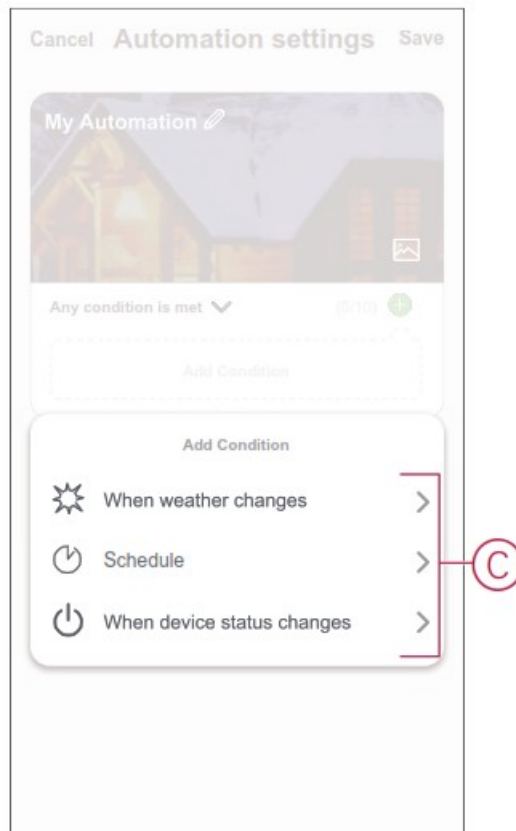 Cancel Automation settings Save
My Automation
Any condition is met (0/10)
Add Condition
Add Condition
When weather changes
Schedule
When device status changes
C